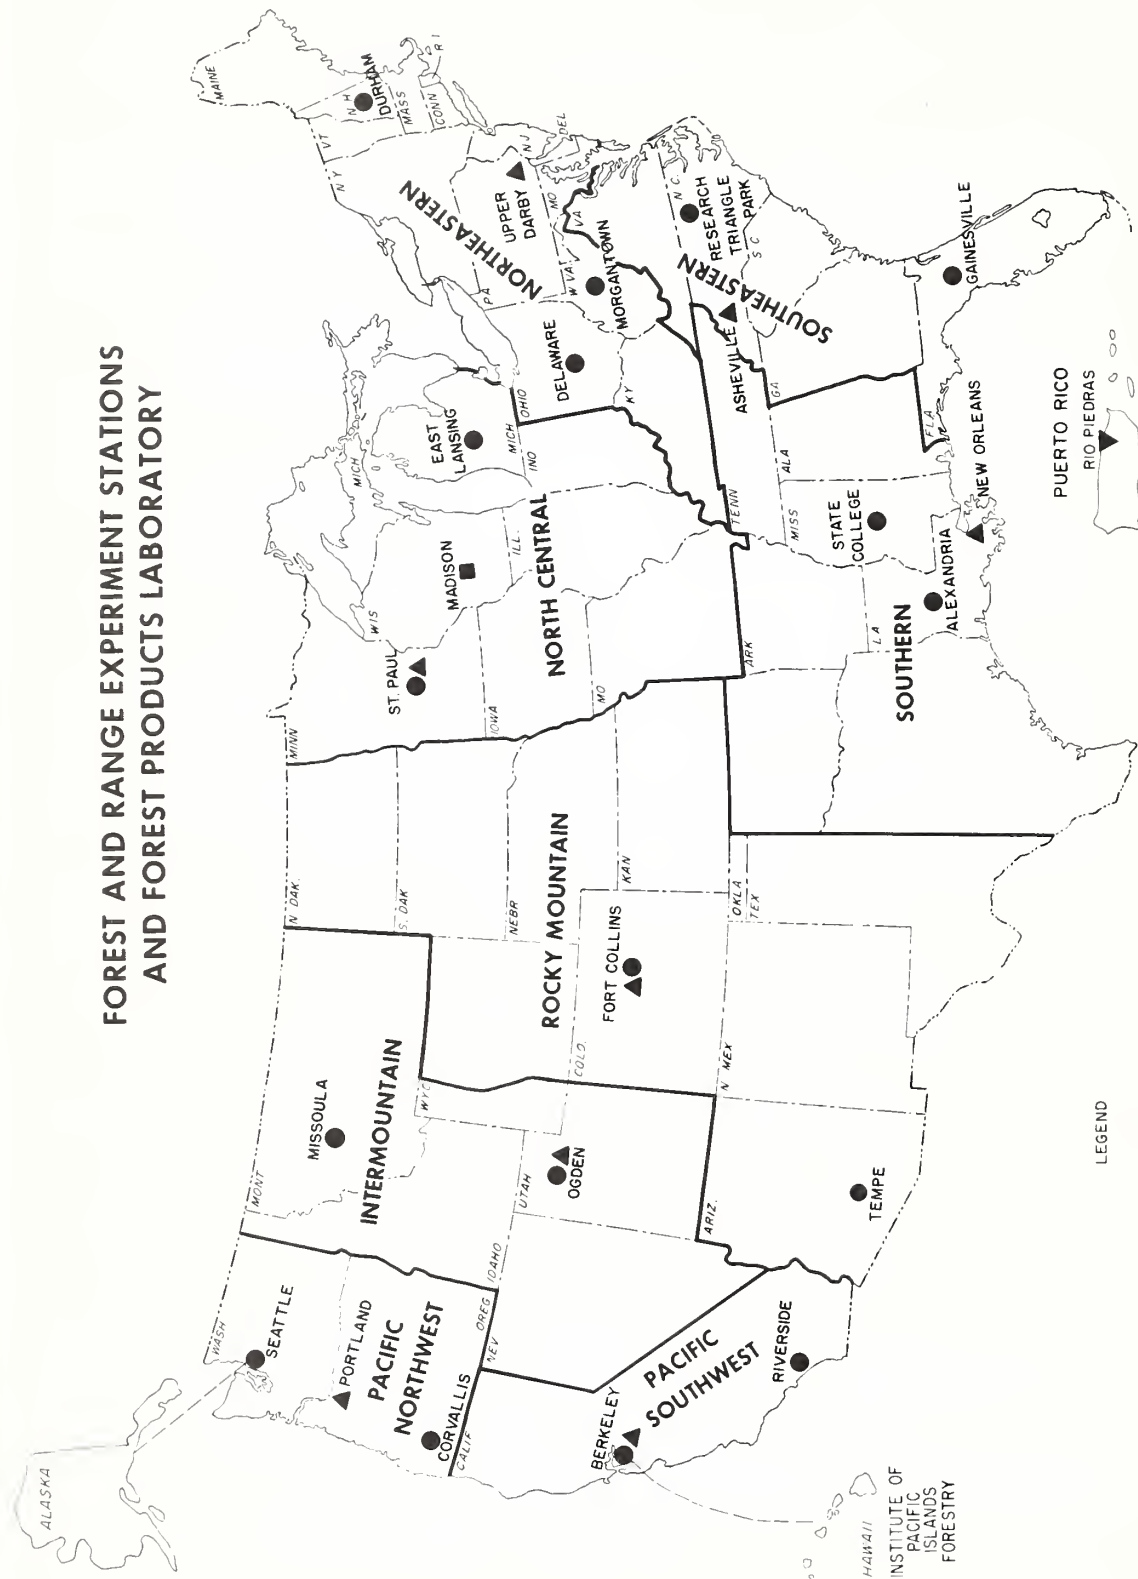 FOREST AND RANGE EXPERIMENT STATIONS
AND FOREST PRODUCTS LABORATORY
ALASKA
WASH
SEATTLE
PORTLAND
PACIFIC
NORTHWEST
CORVALLIS
OREG
IDAHO
CALIF
NEV
MONT
MISSOULA
INTERMOUNTAIN
WYO
UTAH
OGDEN
ARIZ.
BERKELEY
PACIFIC
SOUTHWEST
RIVERSIDE
TEMPE
HAWAII
INSTITUTE OF
PACIFIC
ISLANDS
FORESTRY
N DAK.
S. DAK
NEBR
ROCKY MOUNTAIN
COLO.
FORT COLLINS
KAN
N MEX
OKLA
TEX
MINN
ST. PAUL
WIS
IOWA
MO
MADISON
ILL.
NORTH CENTRAL
MICH
EAST
LANSING
MICH
IND
OHIO
DELAWARE
KY
ARK
LA
SOUTHERN
ALEXANDRIA
STATE
COLLEGE
MISS
ALA
TENN
NEW ORLEANS
FLA
GA
ASHEVILLE
SOUTHEASTERN
RESEARCH
TRIANGLE
PARK
N C.
S C
GAINESVILLE
MAINE
N H
VT
NY
DURHAM
MASS
CONN
R I
NORTHEASTERN
PA
UPPER
DARBY
NJ
DEL
MD
VA
W VA
MORGANTOWN
PUERTO RICO
RIO PIEDRAS
LEGEND